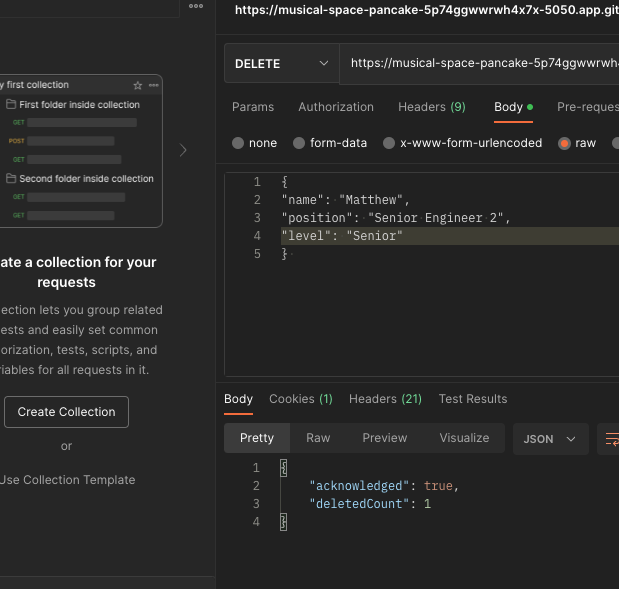 https://musical-space-pancake-5p74ggwwrwh4x7x-5050.app.git
DELETE
https://musical-space-pancake-5p74ggwwrwh4
Params Authorization Headers (9) Body Pre-reques
none form-data x-www-form-urlencoded raw
1 {
2 "name": "Matthew",
3 "position": "Senior Engineer 2",
4 "level": "Senior"
5 }
y first collection
First folder inside collection
GET
POST
GET
Second folder inside collection
GET
GET
ate a collection for your
requests
ection lets you group related
ests and easily set common
orization, tests, scripts, and
riables for all requests in it.
Create Collection
or
Use Collection Template
Body Cookies (1) Headers (21) Test Results
Pretty Raw Preview Visualize JSON
1 {
2 "acknowledged": true,
3 "deletedCount": 1
4 }